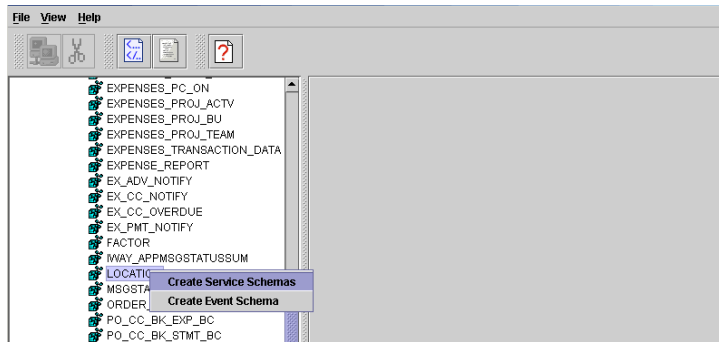 File View Help
EXPENSES_PC_ON
EXPENSES_PROJ_ACTV
EXPENSES_PROJ_BU
EXPENSES_PROJ_TEAM
EXPENSES_TRANSACTION_DATA
EXPENSE_REPORT
EX_ADV_NOTIFY
EX_CC_NOTIFY
EX_CC_OVERDUE
EX_PMT_NOTIFY
FACTOR
IWAY_APPMSGSTATUSSUM
Create Service Schemas
Create Event Schema
PO_CC_BK_EXP_BC
PO_CC_BK_STMT_BC